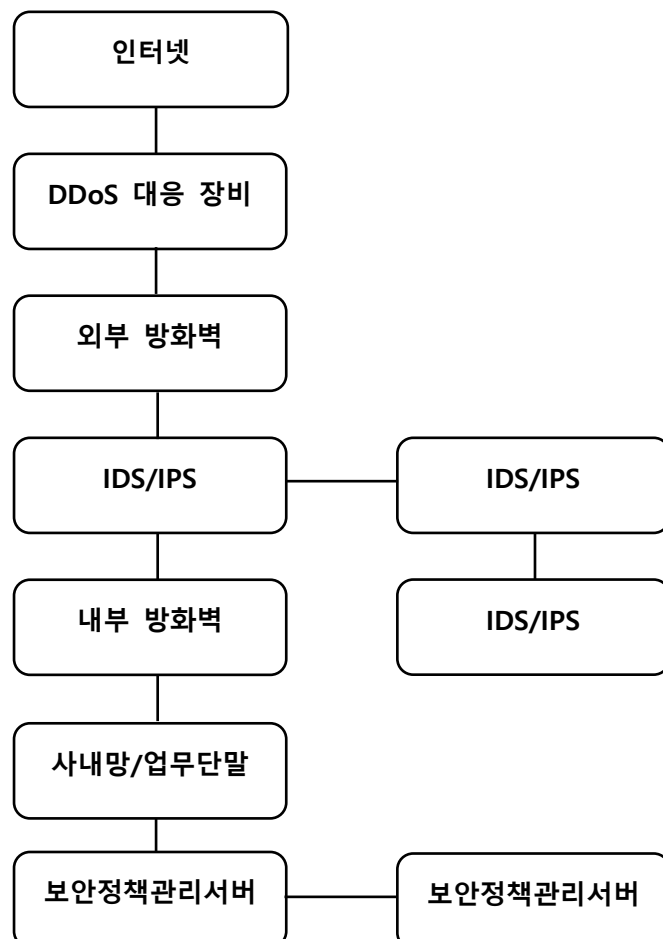 인터넷
DDoS 대응 장비
외부 방화벽
IDS/IPS
IDS/IPS
내부 방화벽
IDS/IPS
사내망/업무단말
보안정책관리서버
보안정책관리서버